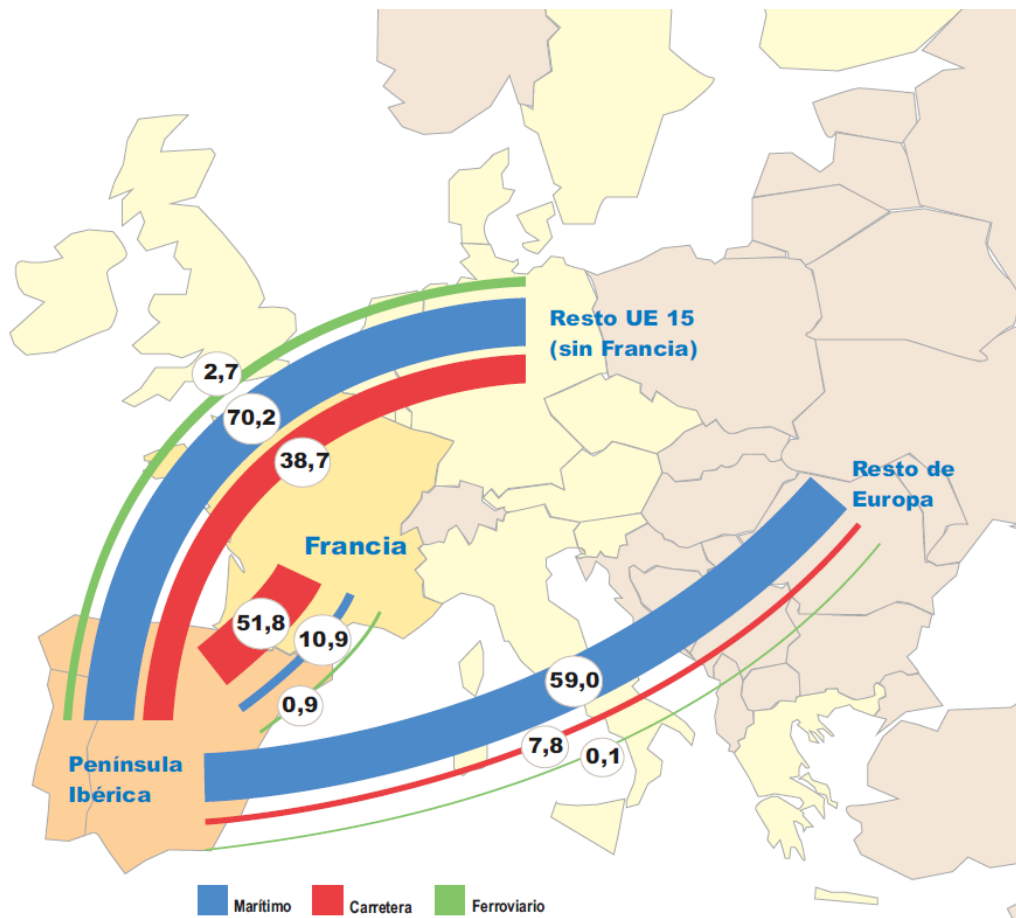 Resto UE 15
(sin Francia)
2,7
70,2
38,7
Resto de
Europa
Francia
51,8
10,9
0,9
59,0
7,8
0,1
Península
Ibérica
Marítimo
Carretera
Ferroviario